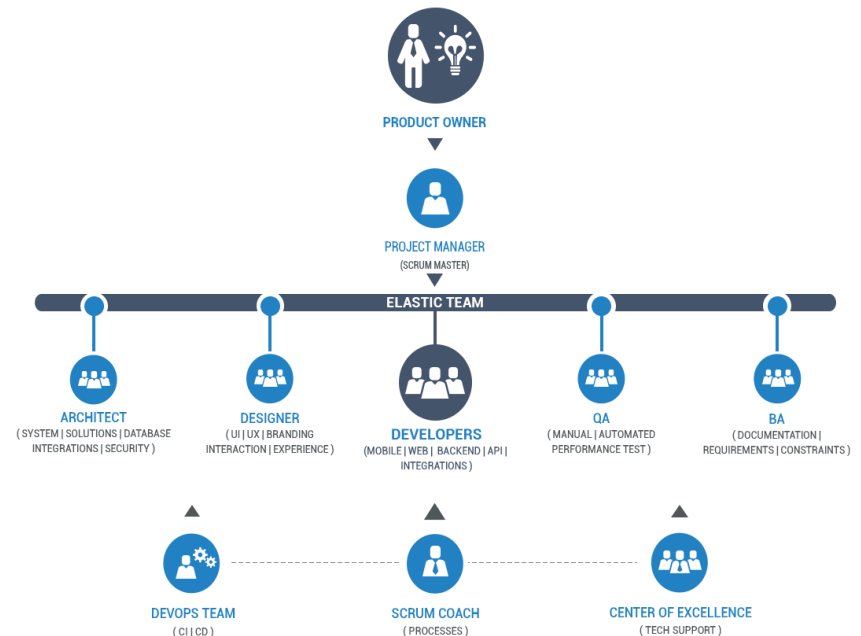 PRODUCT OWNER
PROJECT MANAGER
(SCRUM MASTER)
ELASTIC TEAM
ARCHITECT
( SYSTEM | SOLUTIONS | DATABASE
INTEGRATIONS | SECURITY )
DESIGNER
( UI | UX | BRANDING
INTERACTION | EXPERIENCE )
DEVELOPERS
(MOBILE | WEB | BACKEND | API |
INTEGRATIONS )
QA
( MANUAL | AUTOMATED
PERFORMANCE TEST )
BA
( DOCUMENTATION |
REQUIREMENTS | CONSTRAINTS )
DEVOPS TEAM
( CI | CD )
SCRUM COACH
( PROCESSES )
CENTER OF EXCELLENCE
( TECH SUPPORT )